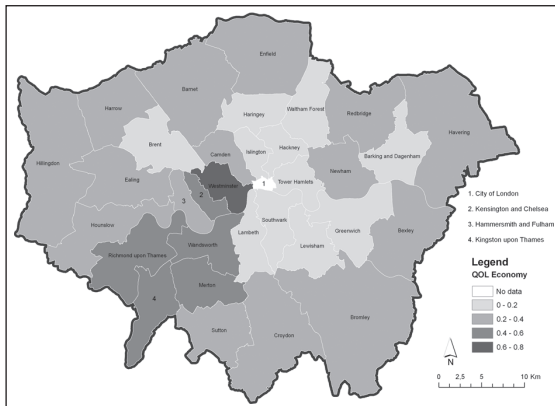 Enfield
Barnet
Harrow
Haringey
Waltham Forest
Redbridge
Havering
Brent
Camden
Islington
Hackney
Barking and Dagenham
Hillingdon
Ealing
Westminster
Tower Hamlets
Newham
1
2
3
Hounslow
Southwark
Lambeth
Greenwich
Bexley
Wandsworth
Richmond upon Thames
Lewisham
Merton
4
Sutton
Croydon
Bromley
1. City of London
2. Kensington and Chelsea
3. Hammersmith and Fulham
4. Kingston upon Thames
Legend
QOL Economy
No data
0 - 0.2
0.2 - 0.4
0.4 - 0.6
0.6 - 0.8
N
0 2,5 5 10 Km